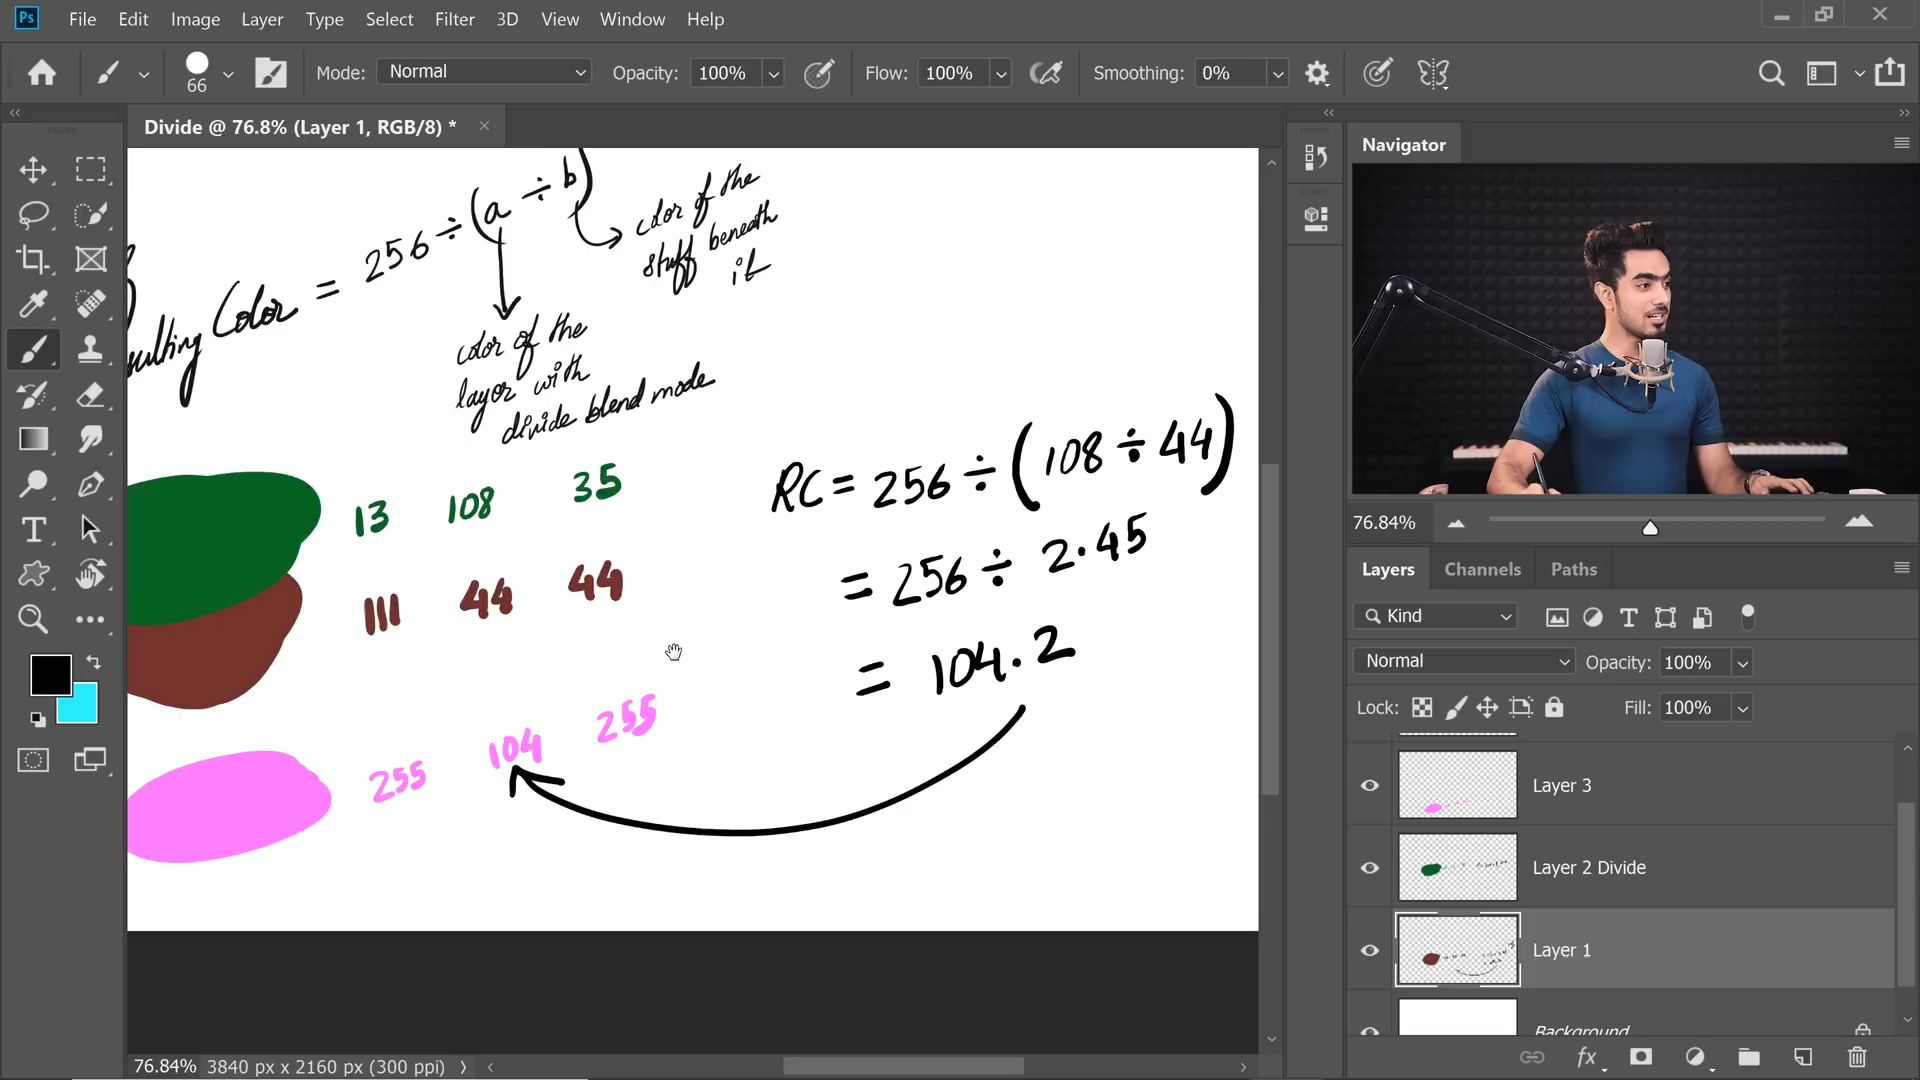 File Edit Image Layer Type Select Filter 3D View Window Help
66 Mode: Normal Opacity: 100% Flow: 100% Smoothing: 0%
Divide @ 76.8% (Layer 1, RGB/8) *
sulting Color = 256 ÷ (a ÷ b)
color of the
stuff beneath
it
color of the
layer with
divide blend mode
13 108 35
111 44 44
255 104 255
RC = 256 ÷ (108 ÷ 44)
= 256 ÷ 2.45
= 104.2
76.84% 3840 px x 2160 px (300 ppi)
Navigator
76.84%
Layers Channels Paths
Kind
Normal Opacity: 100%
Lock: Fill: 100%
Layer 3
Layer 2 Divide
Layer 1
Background
fx